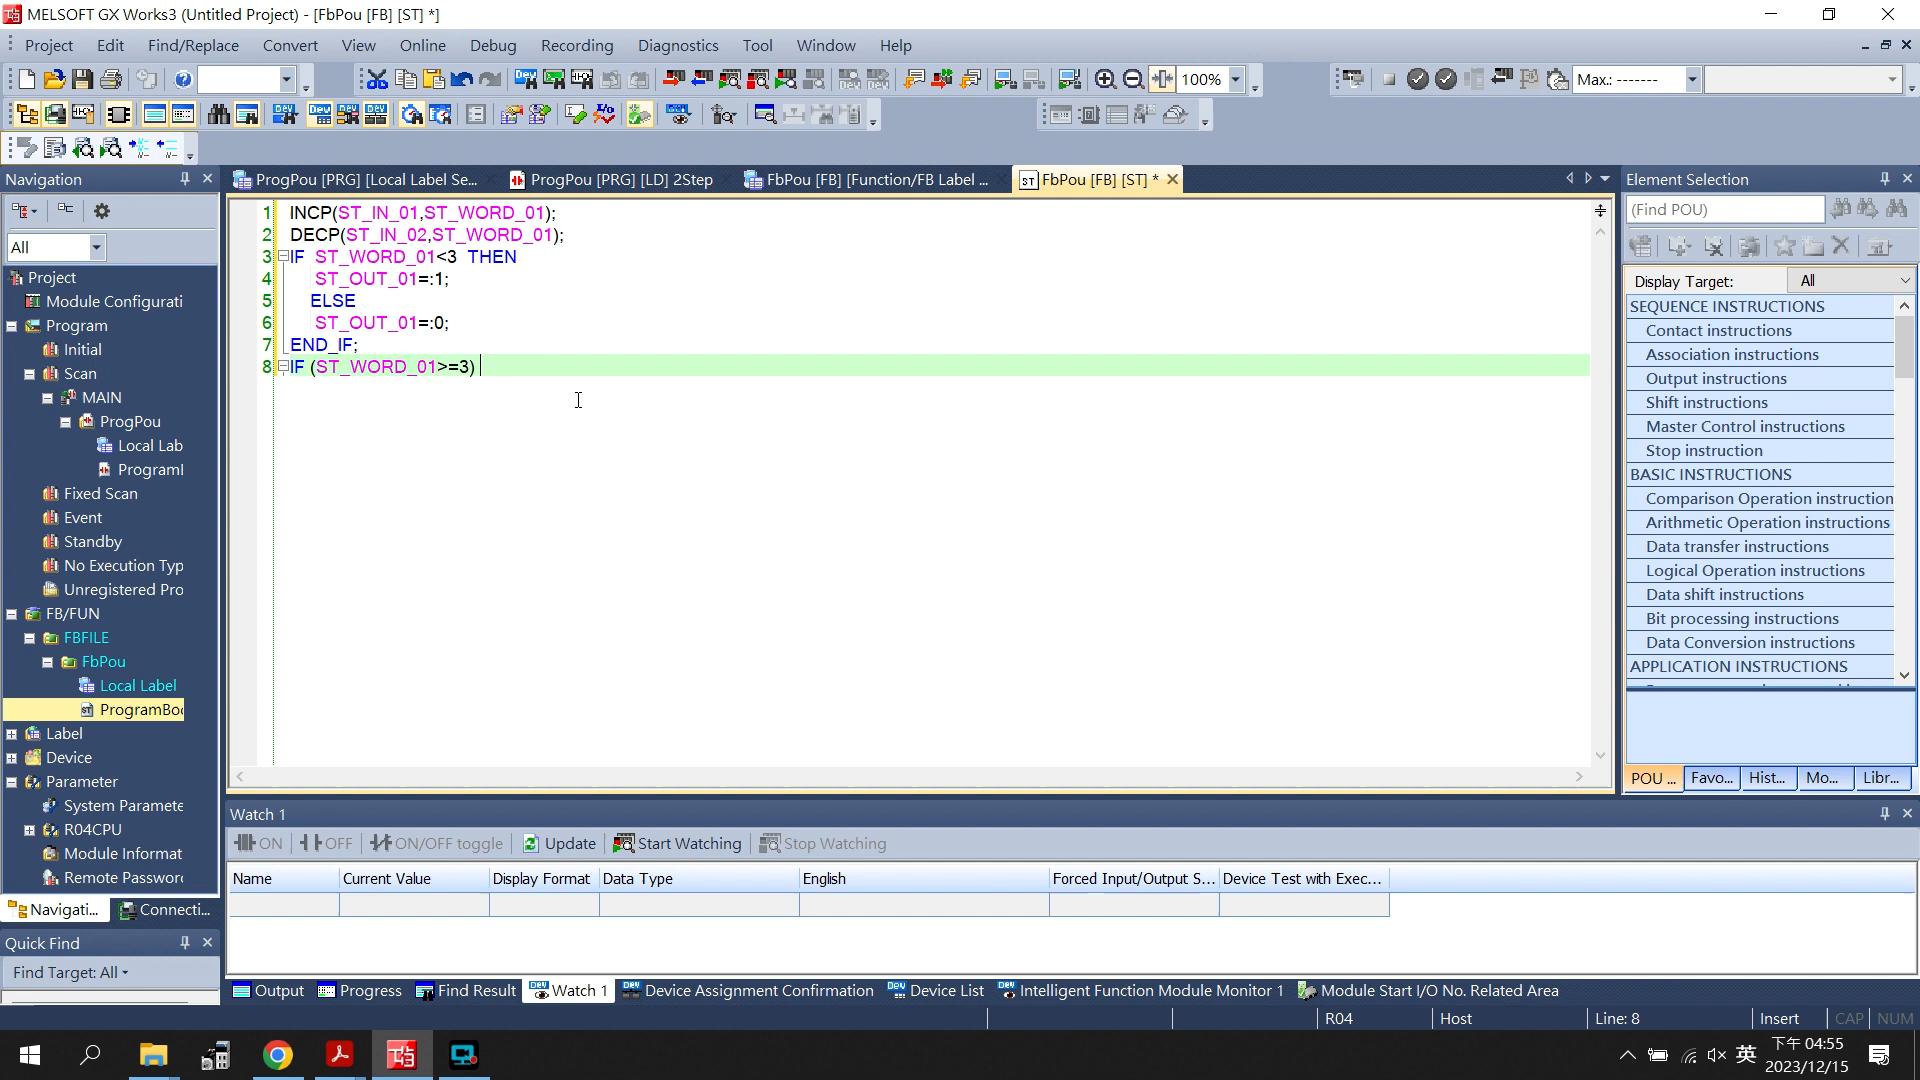 MELSOFT GX Works3 (Untitled Project) - [FbPou [FB] [ST] *]
Project Edit Find/Replace Convert View Online Debug Recording Diagnostics Tool Window Help
100% Max.: -------
Navigation
ProgPou [PRG] [Local Label Se... ProgPou [PRG] [LD] 2Step FbPou [FB] [Function/FB Label ... FbPou [FB] [ST] *
Element Selection
(Find POU)
All
Display Target: All
Project
Module Configurati
Program
Initial
Scan
MAIN
ProgPou
Local Lab
Programl
Fixed Scan
Event
Standby
No Execution Typ
Unregistered Pro
FB/FUN
FBFILE
FbPou
Local Label
ProgramBoo
Label
Device
Parameter
System Paramete
R04CPU
Module Informat
Remote Passwor
Navigati... Connecti...
Quick Find
Find Target: All
1 INCP(ST_IN_01,ST_WORD_01);
2 DECP(ST_IN_02,ST_WORD_01);
3 IF ST_WORD_01<3 THEN
4 ST_OUT_01=:1;
5 ELSE
6 ST_OUT_01=:0;
7 END_IF;
8 IF (ST_WORD_01>=3)
SEQUENCE INSTRUCTIONS
Contact instructions
Association instructions
Output instructions
Shift instructions
Master Control instructions
Stop instruction
BASIC INSTRUCTIONS
Comparison Operation instruction
Arithmetic Operation instructions
Data transfer instructions
Logical Operation instructions
Data shift instructions
Bit processing instructions
Data Conversion instructions
APPLICATION INSTRUCTIONS
POU ... Favo... Hist... Mo... Libr...
Watch 1
ON OFF ON/OFF toggle Update Start Watching Stop Watching
Name Current Value Display Format Data Type English Forced Input/Output S... Device Test with Exec...
Output Progress Find Result Watch 1 Device Assignment Confirmation Device List Intelligent Function Module Monitor 1 Module Start I/O No. Related Area
R04 Host Line: 8 Insert CAP NUM
英 下午 04:55
2023/12/15